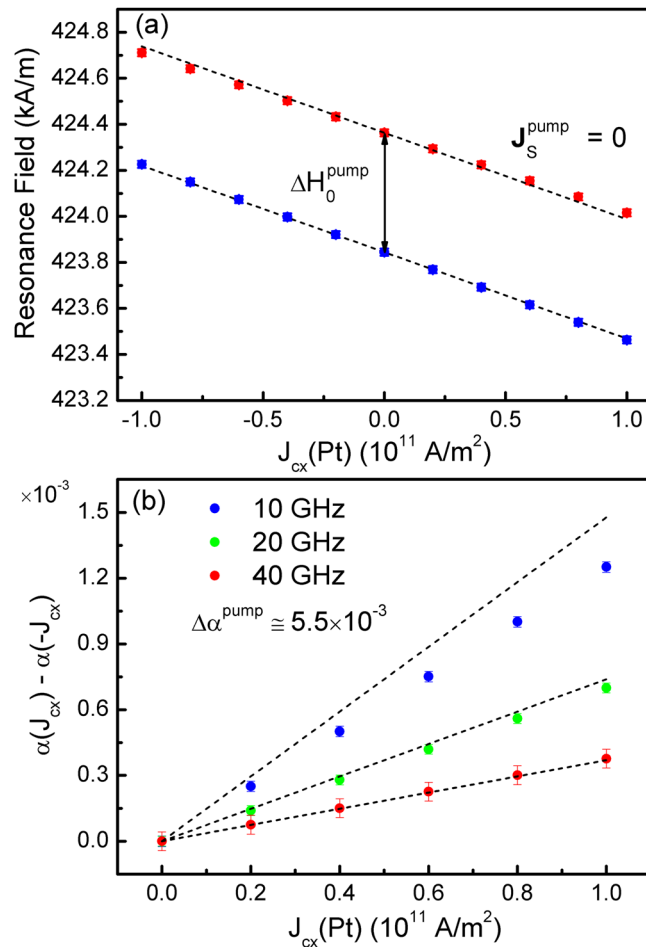 (a)
424.8
424.6
424.4
424.2
424.0
423.8
423.6
423.4
423.2
Resonance Field (kA/m)
J_S^pump = 0
ΔH_0^pump
-1.0 -0.5 0.0 0.5 1.0
J_cx(Pt) (10^11 A/m^2)
×10^-3
(b)
1.5
1.2
0.9
0.6
0.3
0.0
α(J_cx) - α(-J_cx)
10 GHz
20 GHz
40 GHz
Δα^pump ≅ 5.5×10^-3
0.0 0.2 0.4 0.6 0.8 1.0
J_cx(Pt) (10^11 A/m^2)